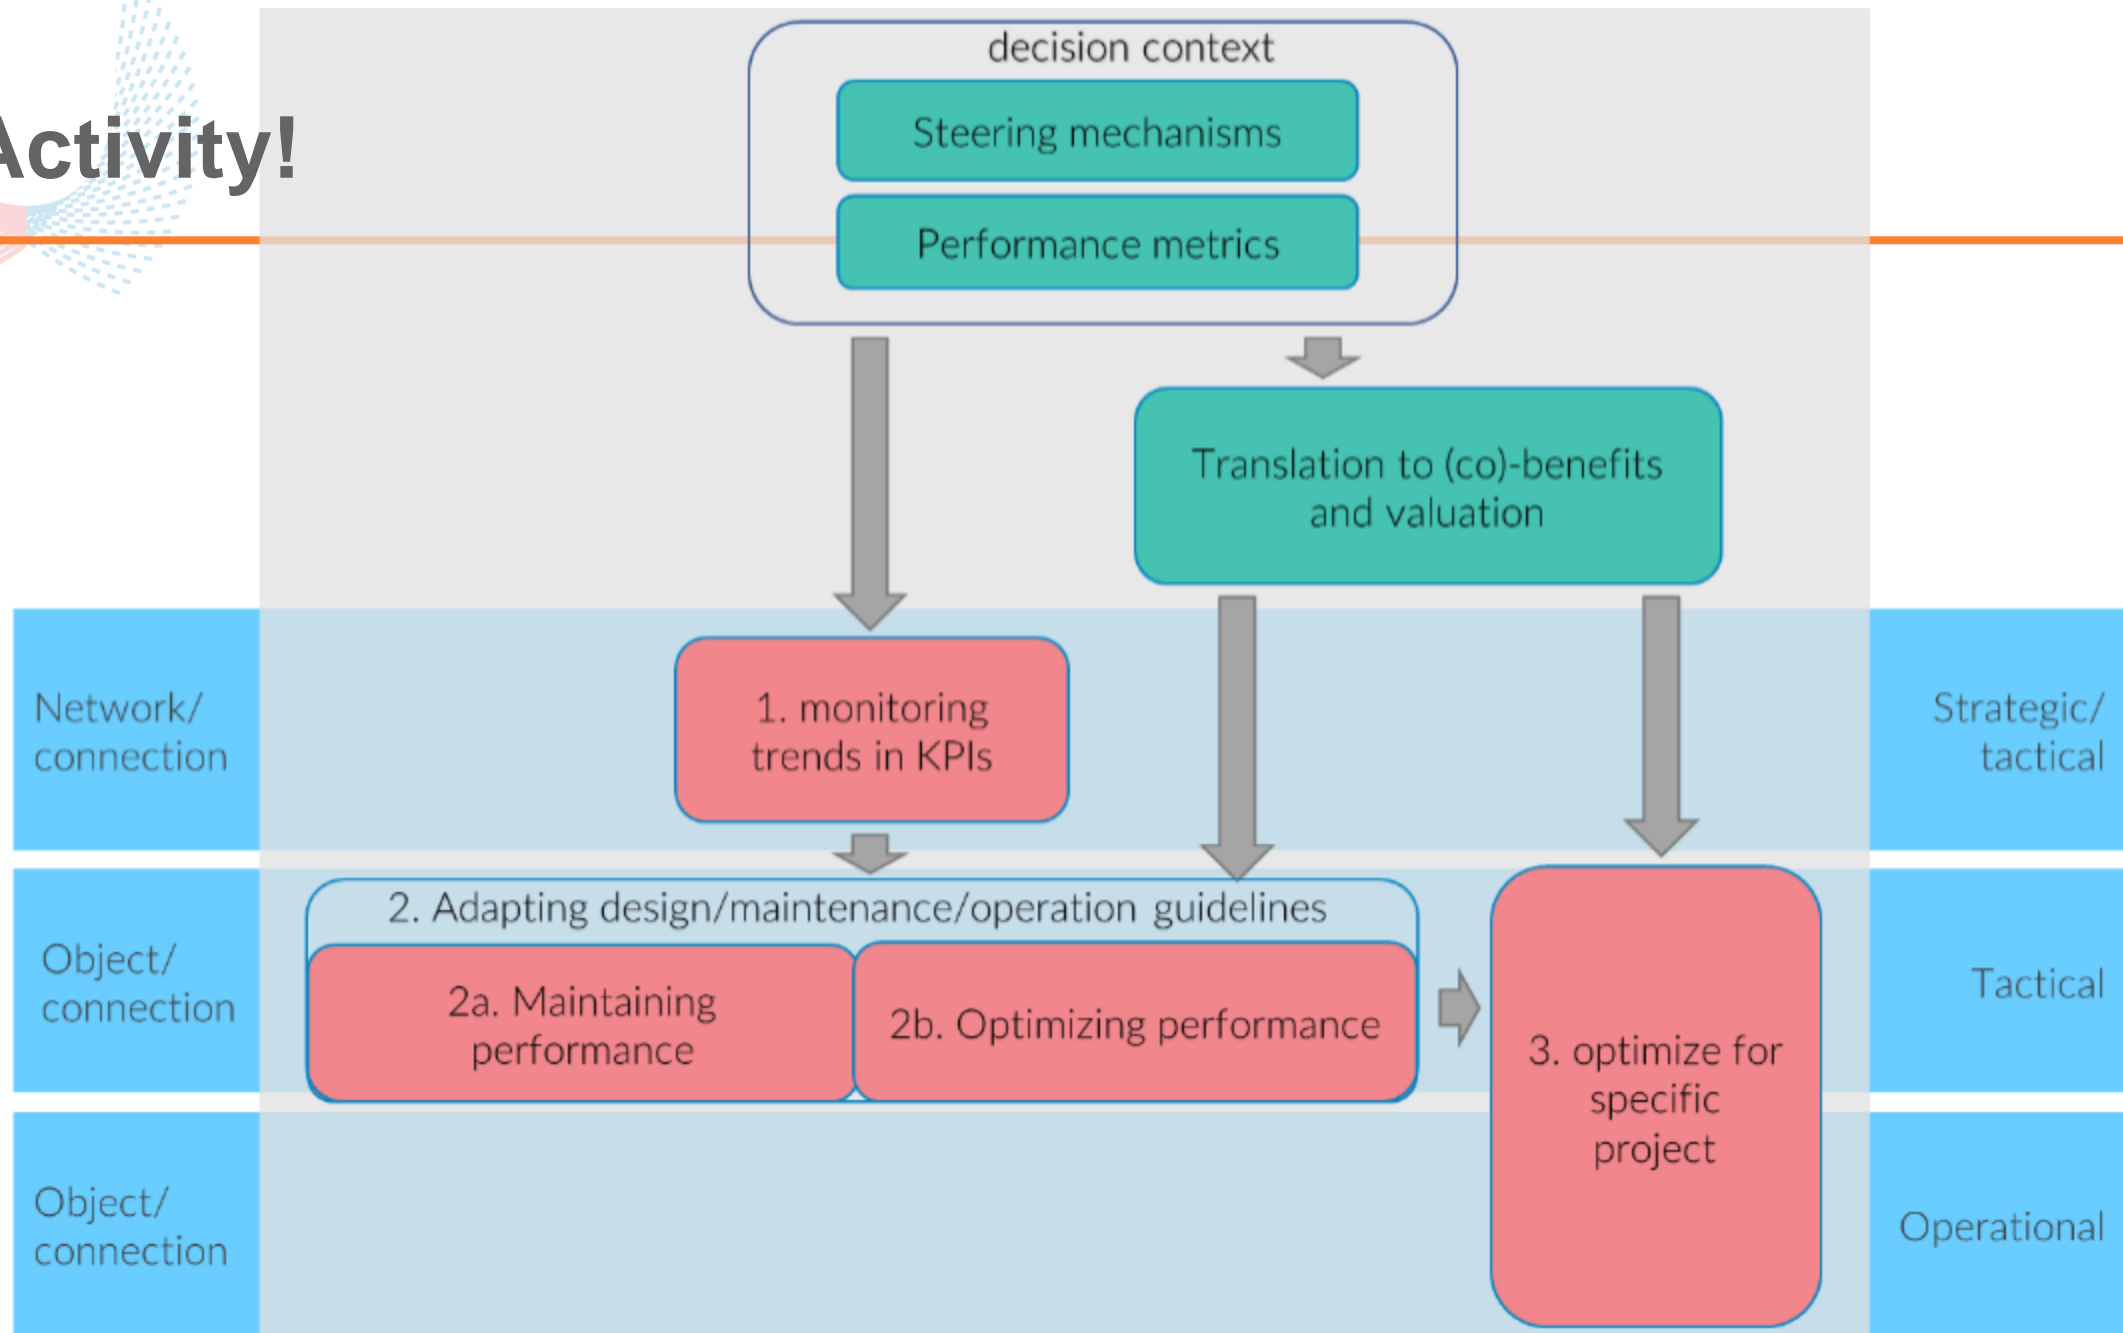 Activity!
decision context
Steering mechanisms
Performance metrics
Translation to (co)-benefits
and valuation
Network/
connection
1. monitoring
trends in KPIs
Strategic/
tactical
2. Adapting design/maintenance/operation guidelines
Object/
connection
2a. Maintaining
performance
2b. Optimizing performance
3. optimize for
specific
project
Tactical
Object/
connection
Operational